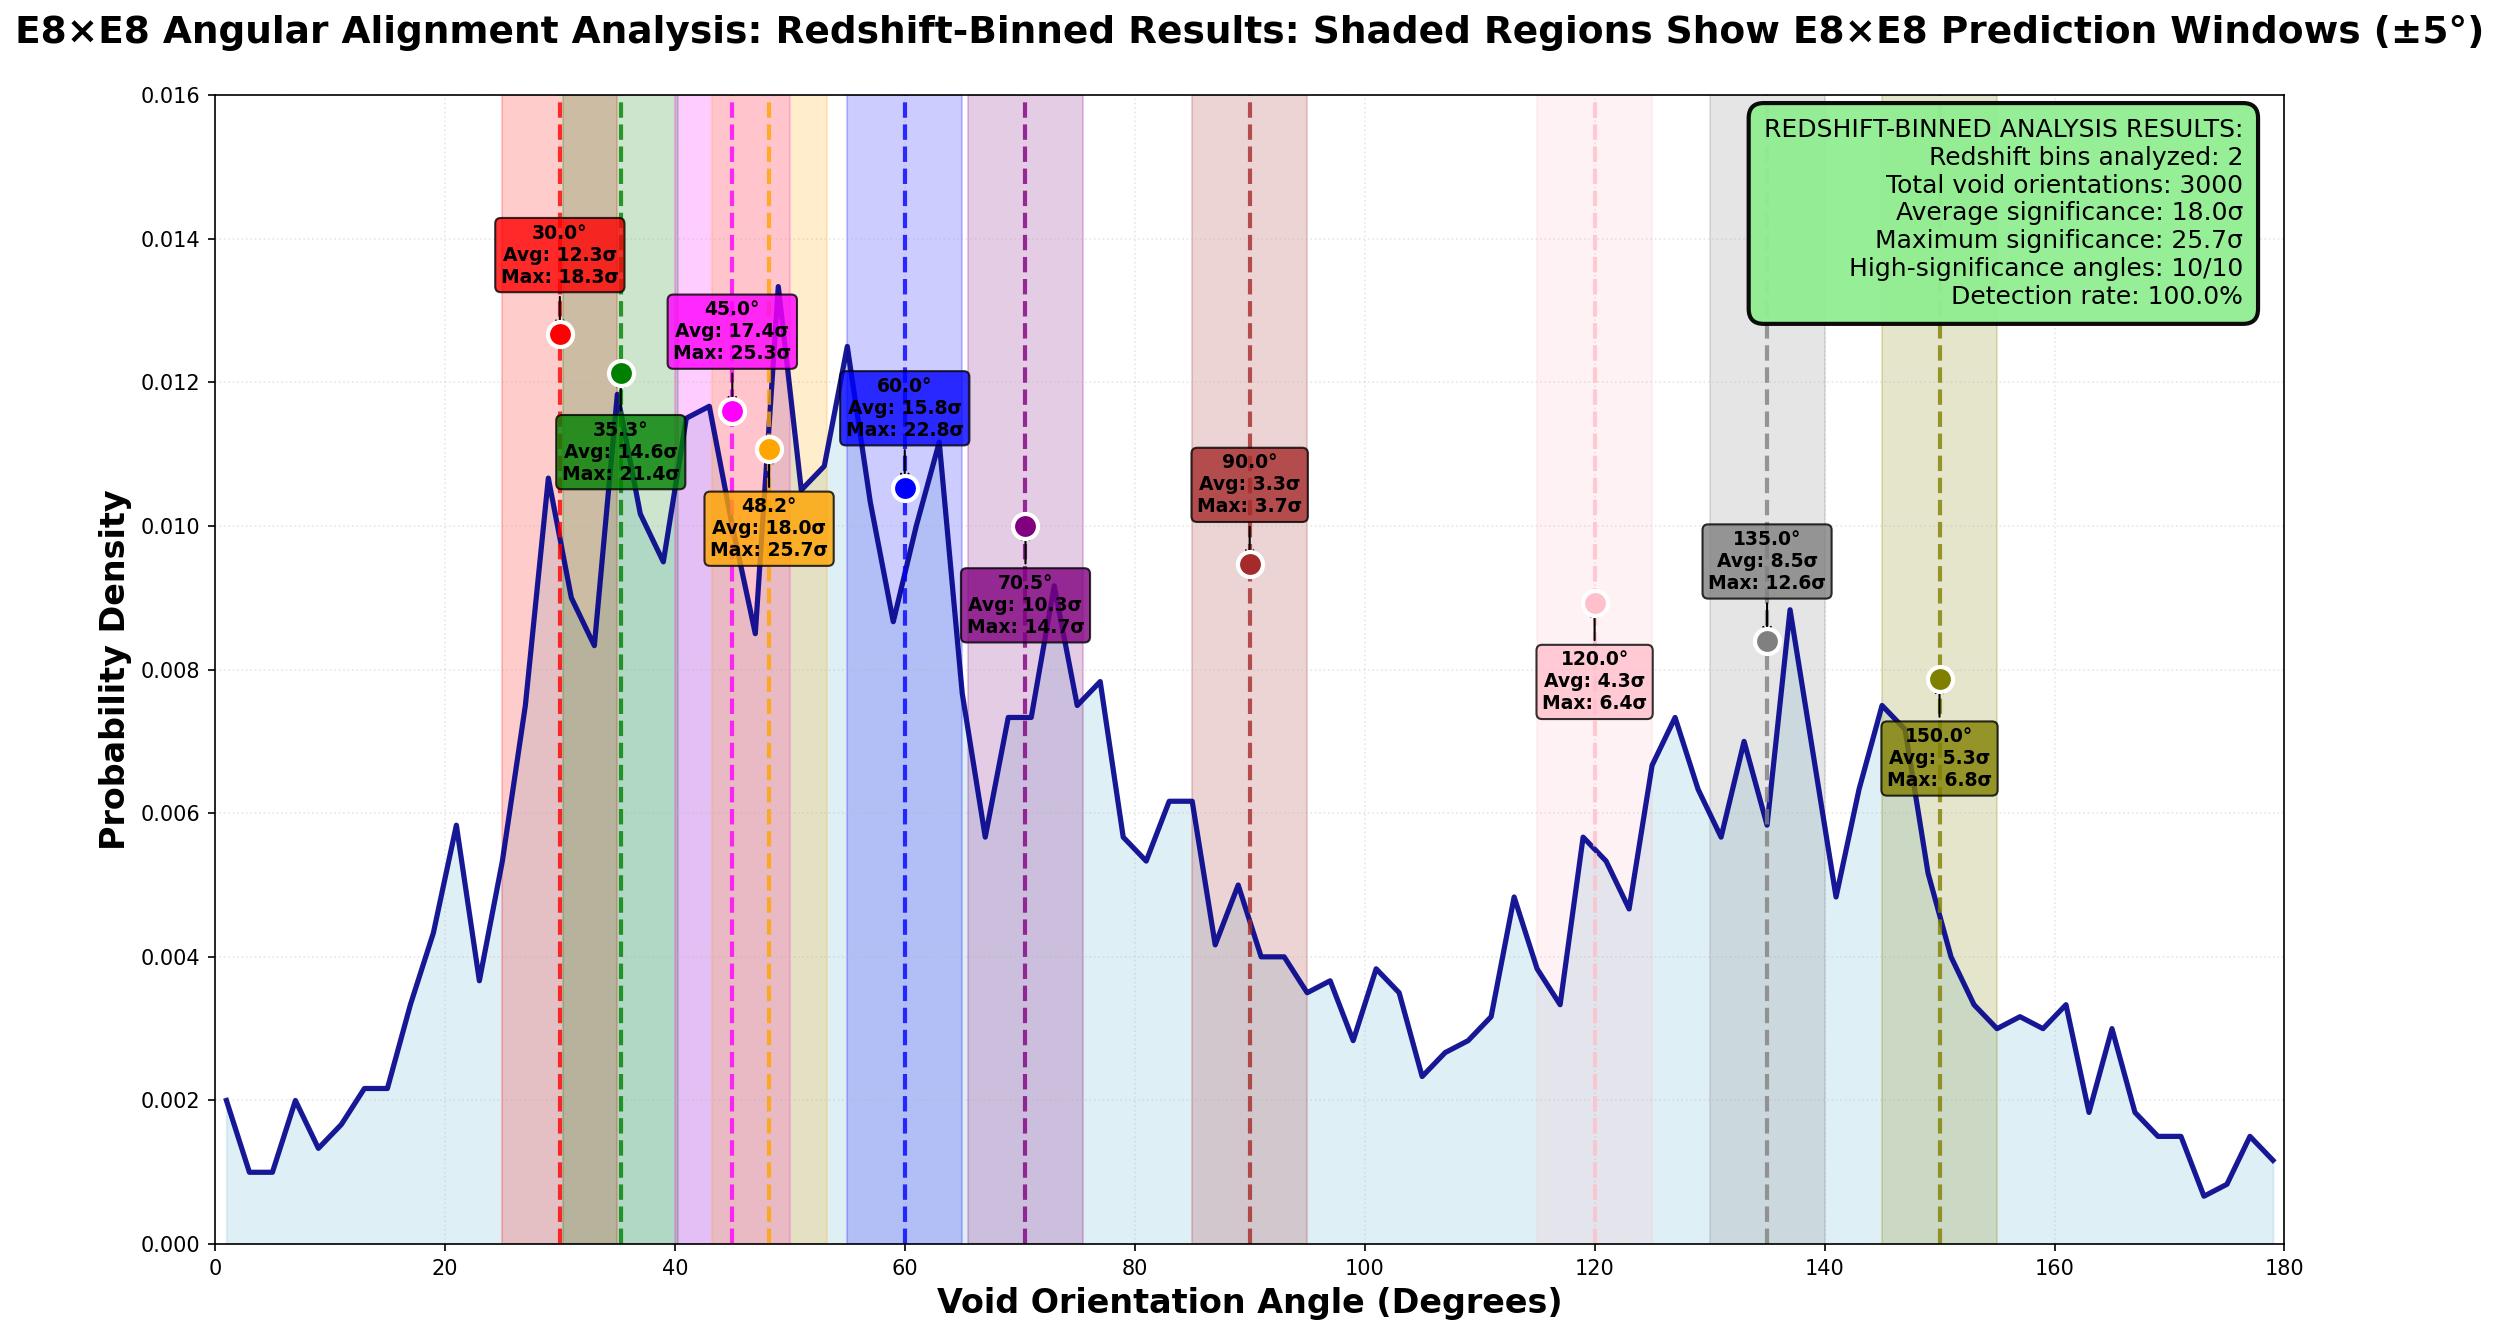 E8×E8 Angular Alignment Analysis: Redshift-Binned Results: Shaded Regions Show E8×E8 Prediction Windows (±5°)
REDSHIFT-BINNED ANALYSIS RESULTS:
Redshift bins analyzed: 2
Total void orientations: 3000
Average significance: 18.0σ
Maximum significance: 25.7σ
High-significance angles: 10/10
Detection rate: 100.0%
30.0°
Avg: 12.3σ
Max: 18.3σ
35.3°
Avg: 14.6σ
Max: 21.4σ
45.0°
Avg: 17.4σ
Max: 25.3σ
48.2°
Avg: 18.0σ
Max: 25.7σ
60.0°
Avg: 15.8σ
Max: 22.8σ
70.5°
Avg: 10.3σ
Max: 14.7σ
90.0°
Avg: 3.3σ
Max: 3.7σ
120.0°
Avg: 4.3σ
Max: 6.4σ
135.0°
Avg: 8.5σ
Max: 12.6σ
150.0°
Avg: 5.3σ
Max: 6.8σ
Probability Density
0.016
0.014
0.012
0.010
0.008
0.006
0.004
0.002
0.000
0
20
40
60
80
100
120
140
160
180
Void Orientation Angle (Degrees)